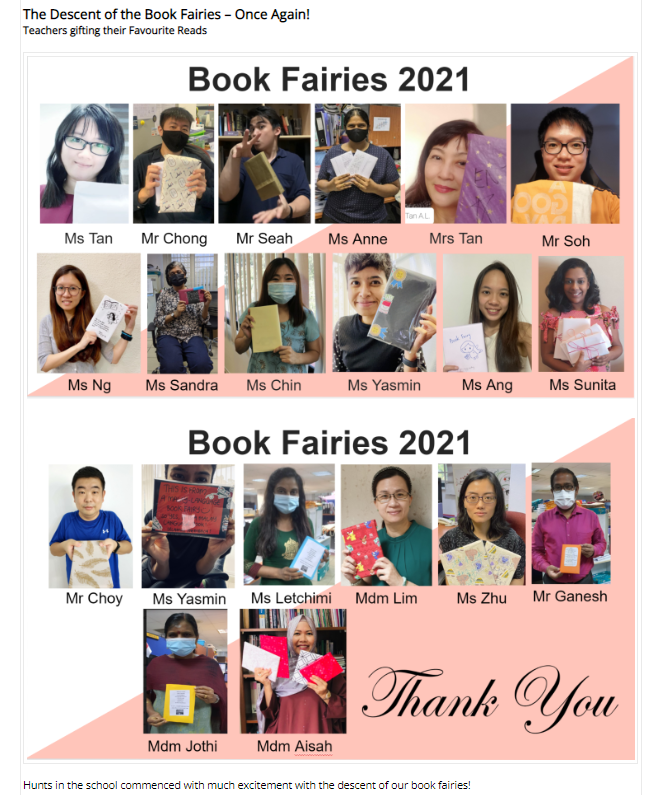 The Descent of the Book Fairies – Once Again!
Teachers gifting their Favourite Reads
Book Fairies 2021
Tan A.L.
Ms Tan Mr Chong Mr Seah Ms Anne Mrs Tan Mr Soh
Ms Ng Ms Sandra Ms Chin Ms Yasmin Ms Ang Ms Sunita
Book Fairies 2021
Mr Choy Ms Yasmin Ms Letchimi Mdm Lim Ms Zhu Mr Ganesh
Thank You
Mdm Jothi Mdm Aisah
Hunts in the school commenced with much excitement with the descent of our book fairies!